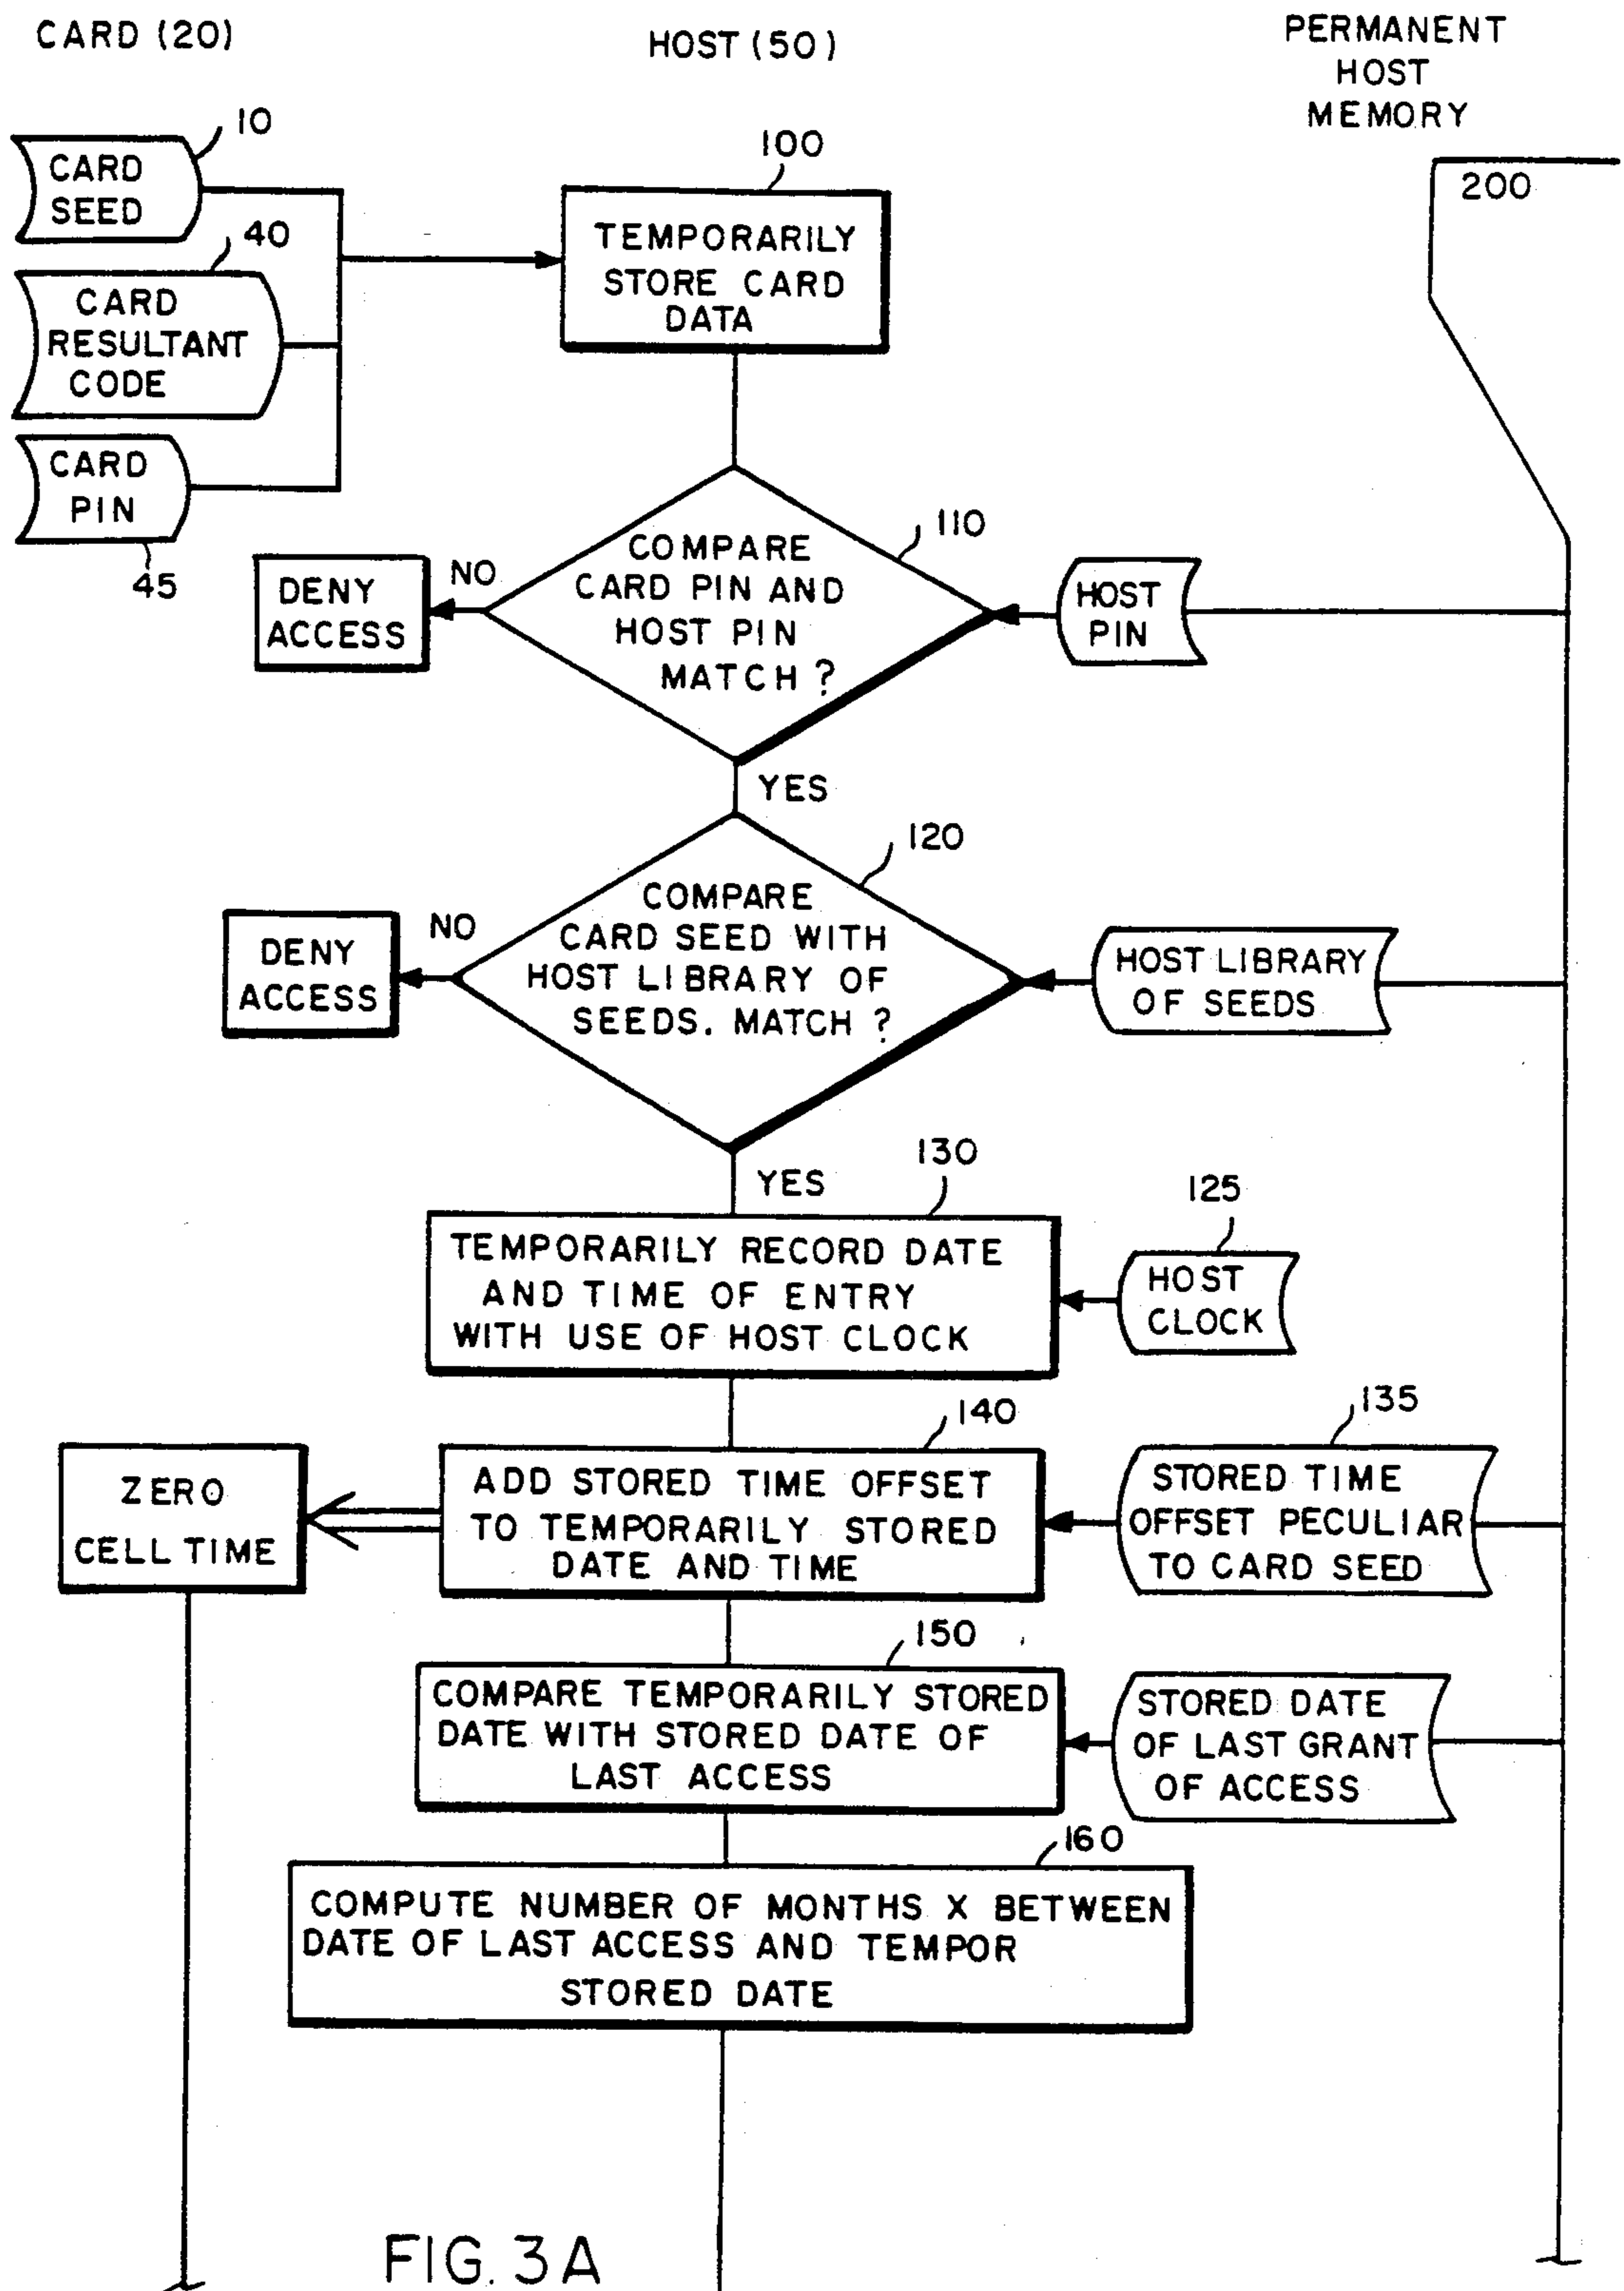 CARD (20)
HOST (50)
PERMANENT
HOST
MEMORY
10
CARD
SEED
40
CARD
RESULTANT
CODE
CARD
PIN
45
100
TEMPORARILY
STORE CARD
DATA
200
110
COMPARE
CARD PIN AND
HOST PIN
MATCH ?
NO
DENY
ACCESS
HOST
PIN
YES
120
COMPARE
CARD SEED WITH
HOST LIBRARY OF
SEEDS. MATCH ?
NO
DENY
ACCESS
HOST LIBRARY
OF SEEDS
YES
130
TEMPORARILY RECORD DATE
AND TIME OF ENTRY
WITH USE OF HOST CLOCK
125
HOST
CLOCK
140
ADD STORED TIME OFFSET
TO TEMPORARILY STORED
DATE AND TIME
ZERO
CELL TIME
135
STORED TIME
OFFSET PECULIAR
TO CARD SEED
150
COMPARE TEMPORARILY STORED
DATE WITH STORED DATE OF
LAST ACCESS
STORED DATE
OF LAST GRANT
OF ACCESS
160
COMPUTE NUMBER OF MONTHS X BETWEEN
DATE OF LAST ACCESS AND TEMPOR
STORED DATE
FIG. 3A